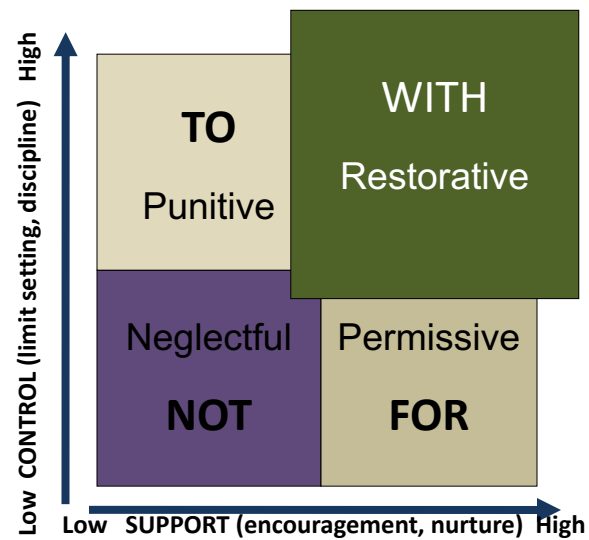 Low CONTROL (limit setting, discipline) High
TO
Punitive
WITH
Restorative
Neglectful
NOT
Permissive
FOR
Low SUPPORT (encouragement, nurture) High